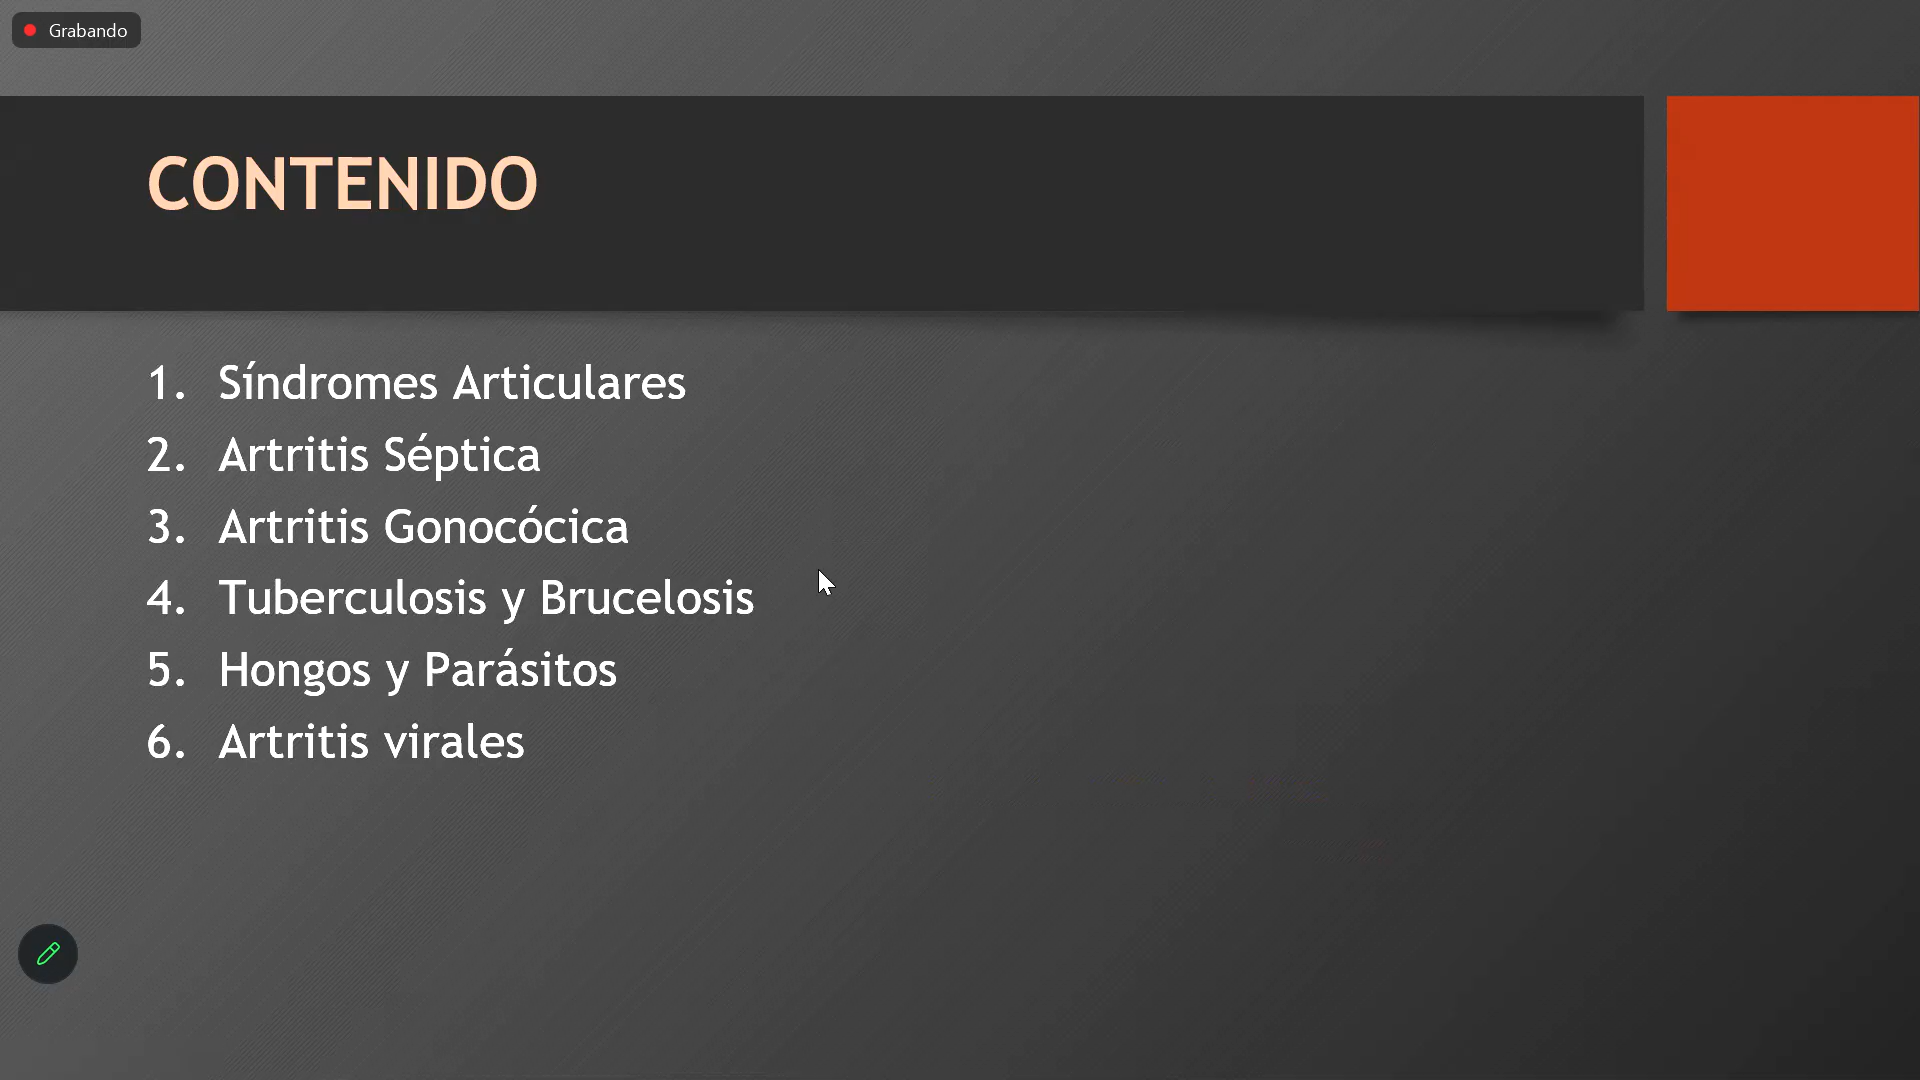 Grabando
CONTENIDO
1. Síndromes Articulares
2. Artritis Séptica
3. Artritis Gonocócica
4. Tuberculosis y Brucelosis
5. Hongos y Parásitos
6. Artritis virales